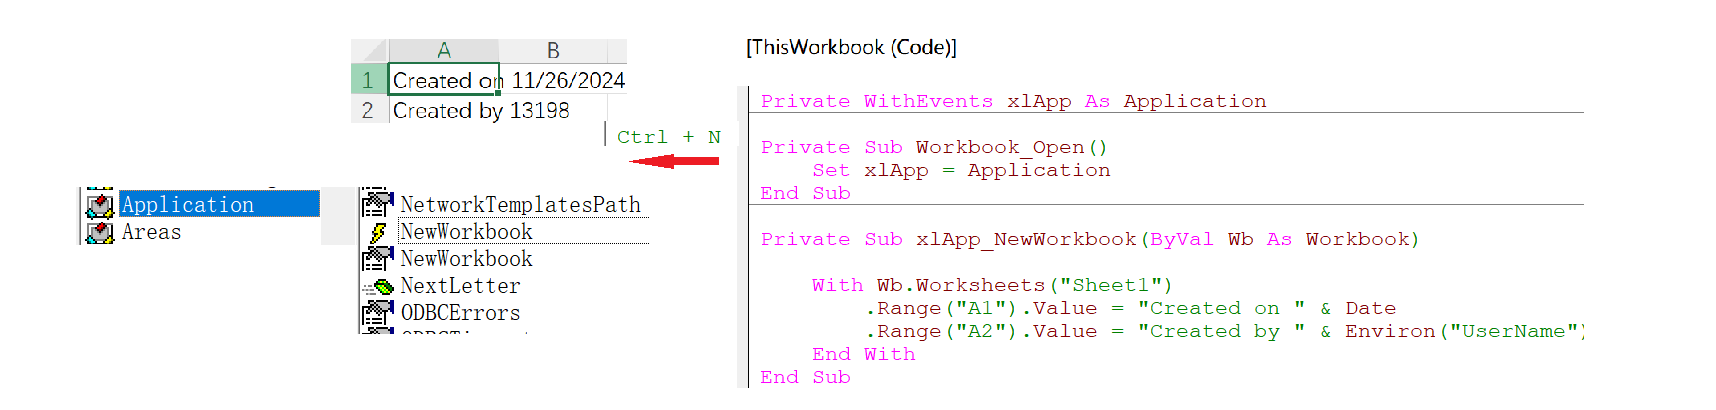 A B
1 Created on 11/26/2024
2 Created by 13198
Ctrl + N
Application
Areas
NetworkTemplatesPath
NewWorkbook
NewWorkbook
NextLetter
ODBCErrors
[ThisWorkbook (Code)]
Private WithEvents xlApp As Application
Private Sub Workbook_Open()
Set xlApp = Application
End Sub
Private Sub xlApp_NewWorkbook(ByVal Wb As Workbook)
With Wb.Worksheets("Sheet1")
.Range("A1").Value = "Created on " & Date
.Range("A2").Value = "Created by " & Environ("UserName")
End With
End Sub